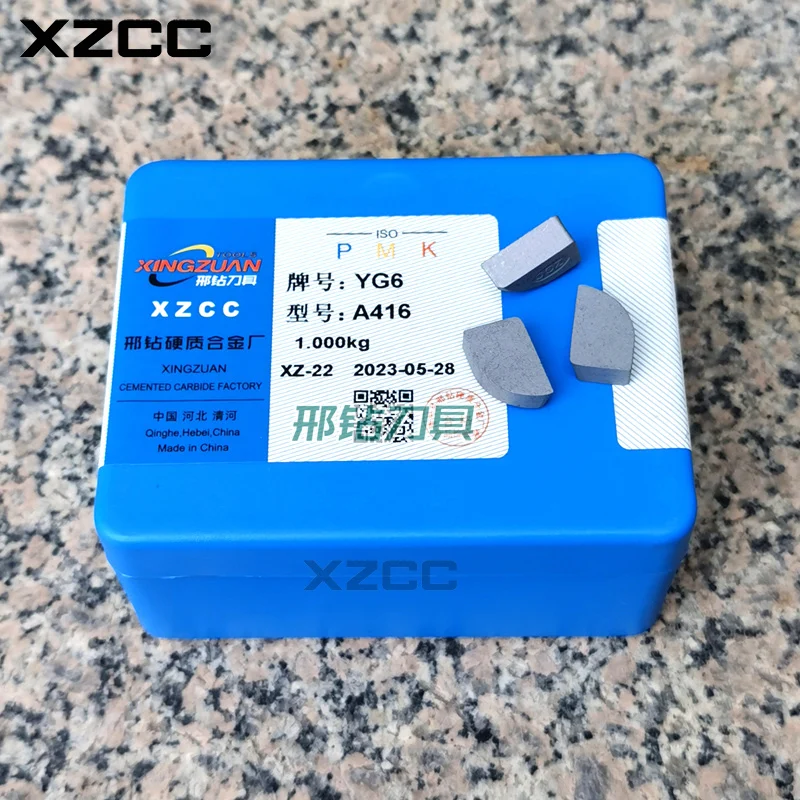 XZCC
TOOLS
XINGZUAN
邢钻刀具
XZCC
邢钻硬质合金厂
XINGZUAN
CEMENTED CARBIDE FACTORY
中国 河北 清河
Qinghe,Hebei,China
Made in China
ISO
P M K
牌号: YG6
型号: A416
1.000kg
XZ-22 2023-05-28
邢钻刀具
XZCC